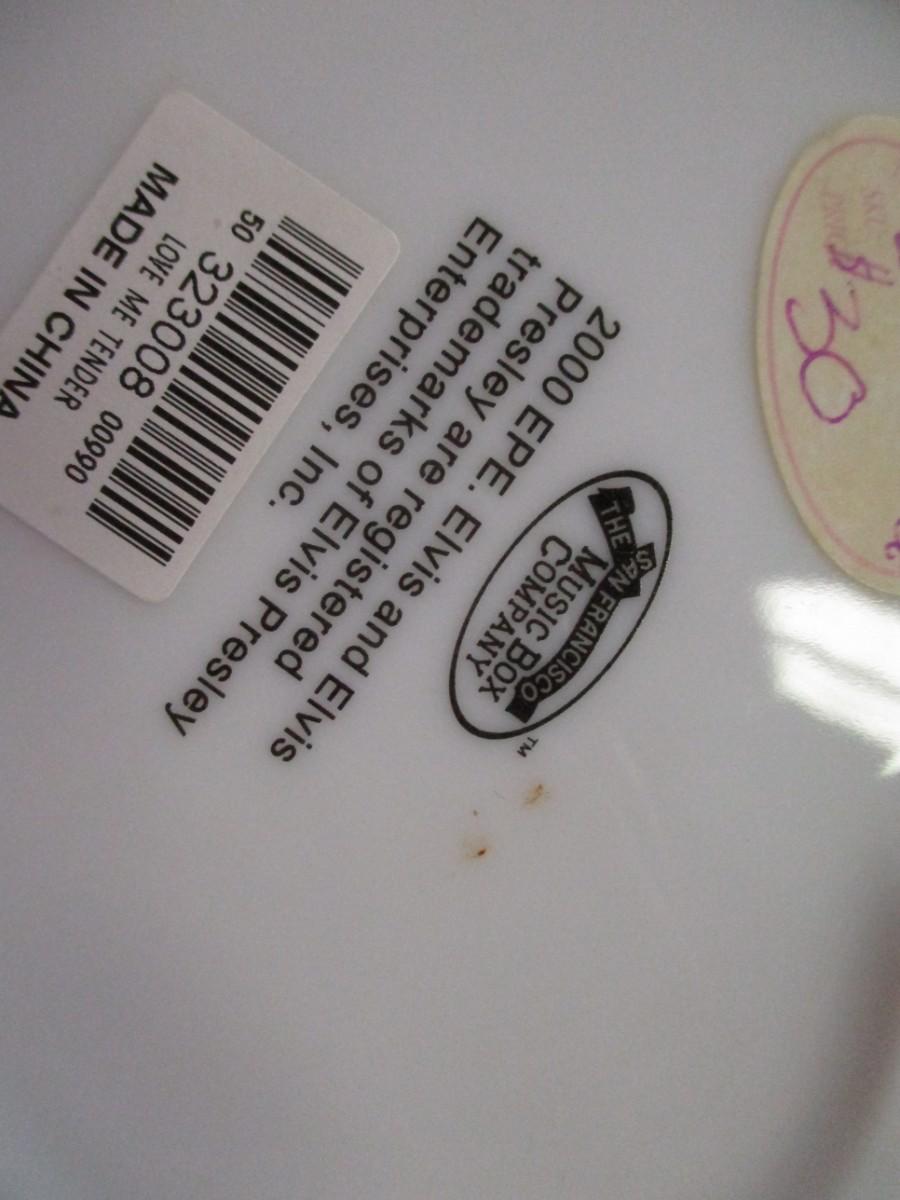 THE SAN FRANCISCO
MUSIC BOX
COMPANY
TM
2000 EPE. Elvis and Elvis
Presley are registered
trademarks of Elvis Presley
Enterprises, Inc.
50 323008 00990
LOVE ME TENDER
MADE IN CHINA
$30